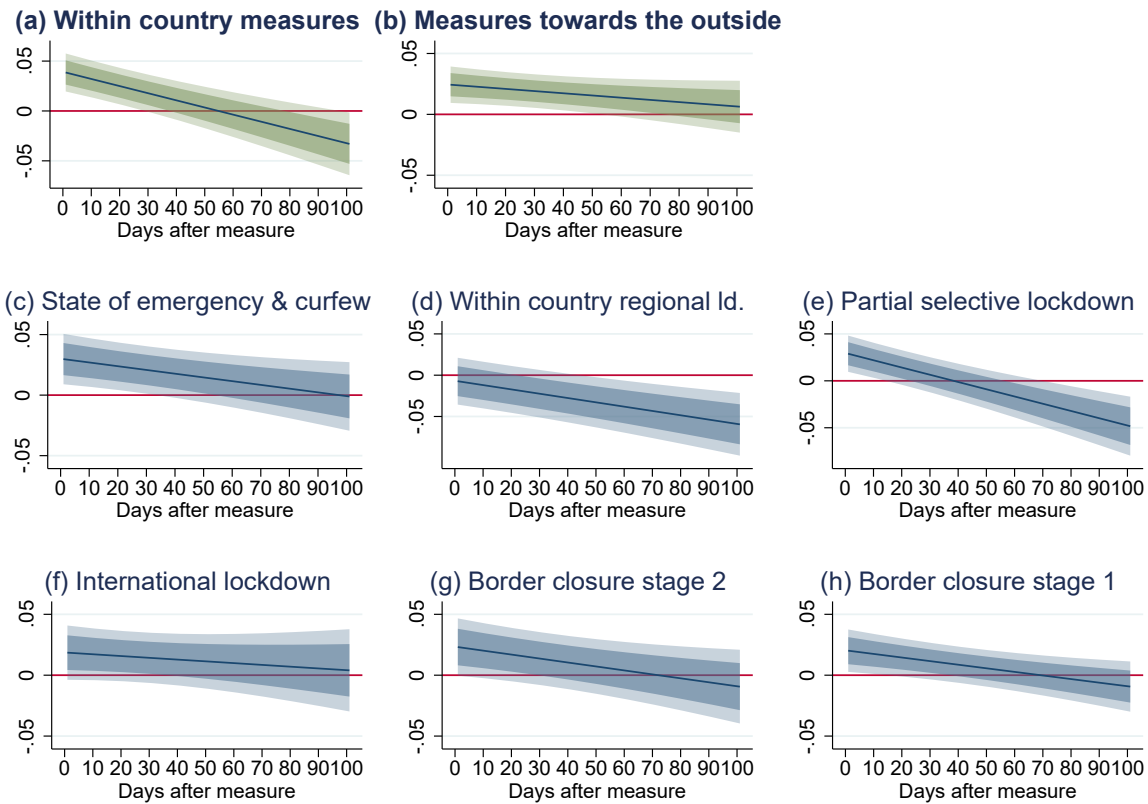 (a) Within country measures (b) Measures towards the outside
.05
0
-.05
0 10 20 30 40 50 60 70 80 90100
Days after measure
.05
0
-.05
0 10 20 30 40 50 60 70 80 90100
Days after measure
(c) State of emergency & curfew
.05
0
-.05
0 10 20 30 40 50 60 70 80 90100
Days after measure
(d) Within country regional ld.
.05
0
-.05
0 10 20 30 40 50 60 70 80 90100
Days after measure
(e) Partial selective lockdown
.05
0
-.05
0 10 20 30 40 50 60 70 80 90100
Days after measure
(f) International lockdown
.05
0
-.05
0 10 20 30 40 50 60 70 80 90100
Days after measure
(g) Border closure stage 2
.05
0
-.05
0 10 20 30 40 50 60 70 80 90100
Days after measure
(h) Border closure stage 1
.05
0
-.05
0 10 20 30 40 50 60 70 80 90100
Days after measure